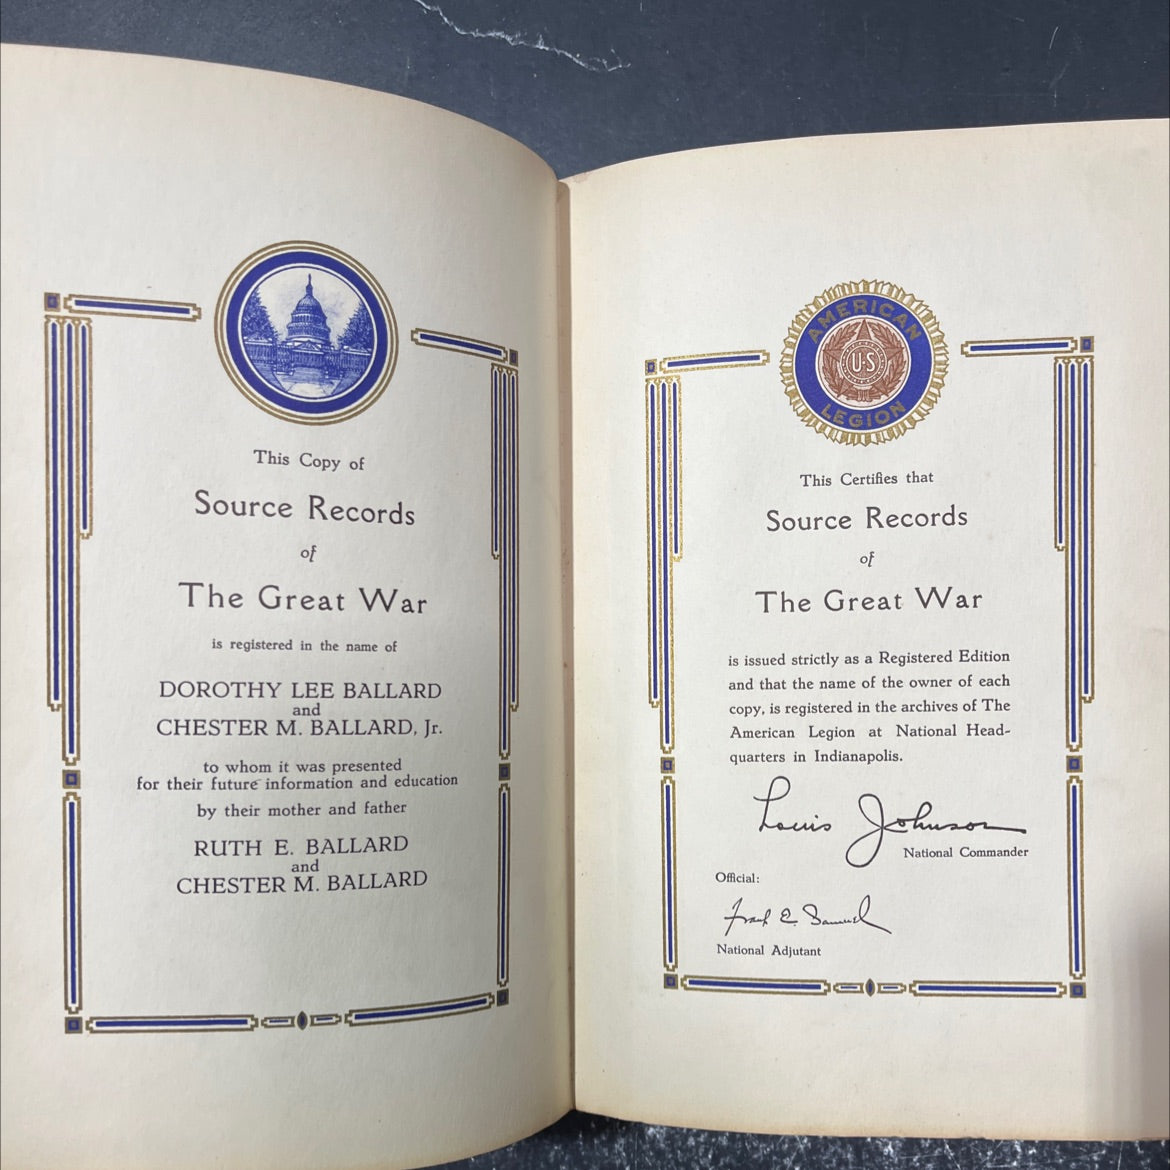 This Copy of
Source Records
of
The Great War
is registered in the name of
DOROTHY LEE BALLARD
and
CHESTER M. BALLARD, Jr.
to whom it was presented
for their future information and education
by their mother and father
RUTH E. BALLARD
and
CHESTER M. BALLARD
AMERICAN
U·S
LEGION
This Certifies that
Source Records
of
The Great War
is issued strictly as a Registered Edition
and that the name of the owner of each
copy, is registered in the archives of The
American Legion at National Head-
quarters in Indianapolis.
Louis Johnson
National Commander
Official:
Frank E. Samuel
National Adjutant